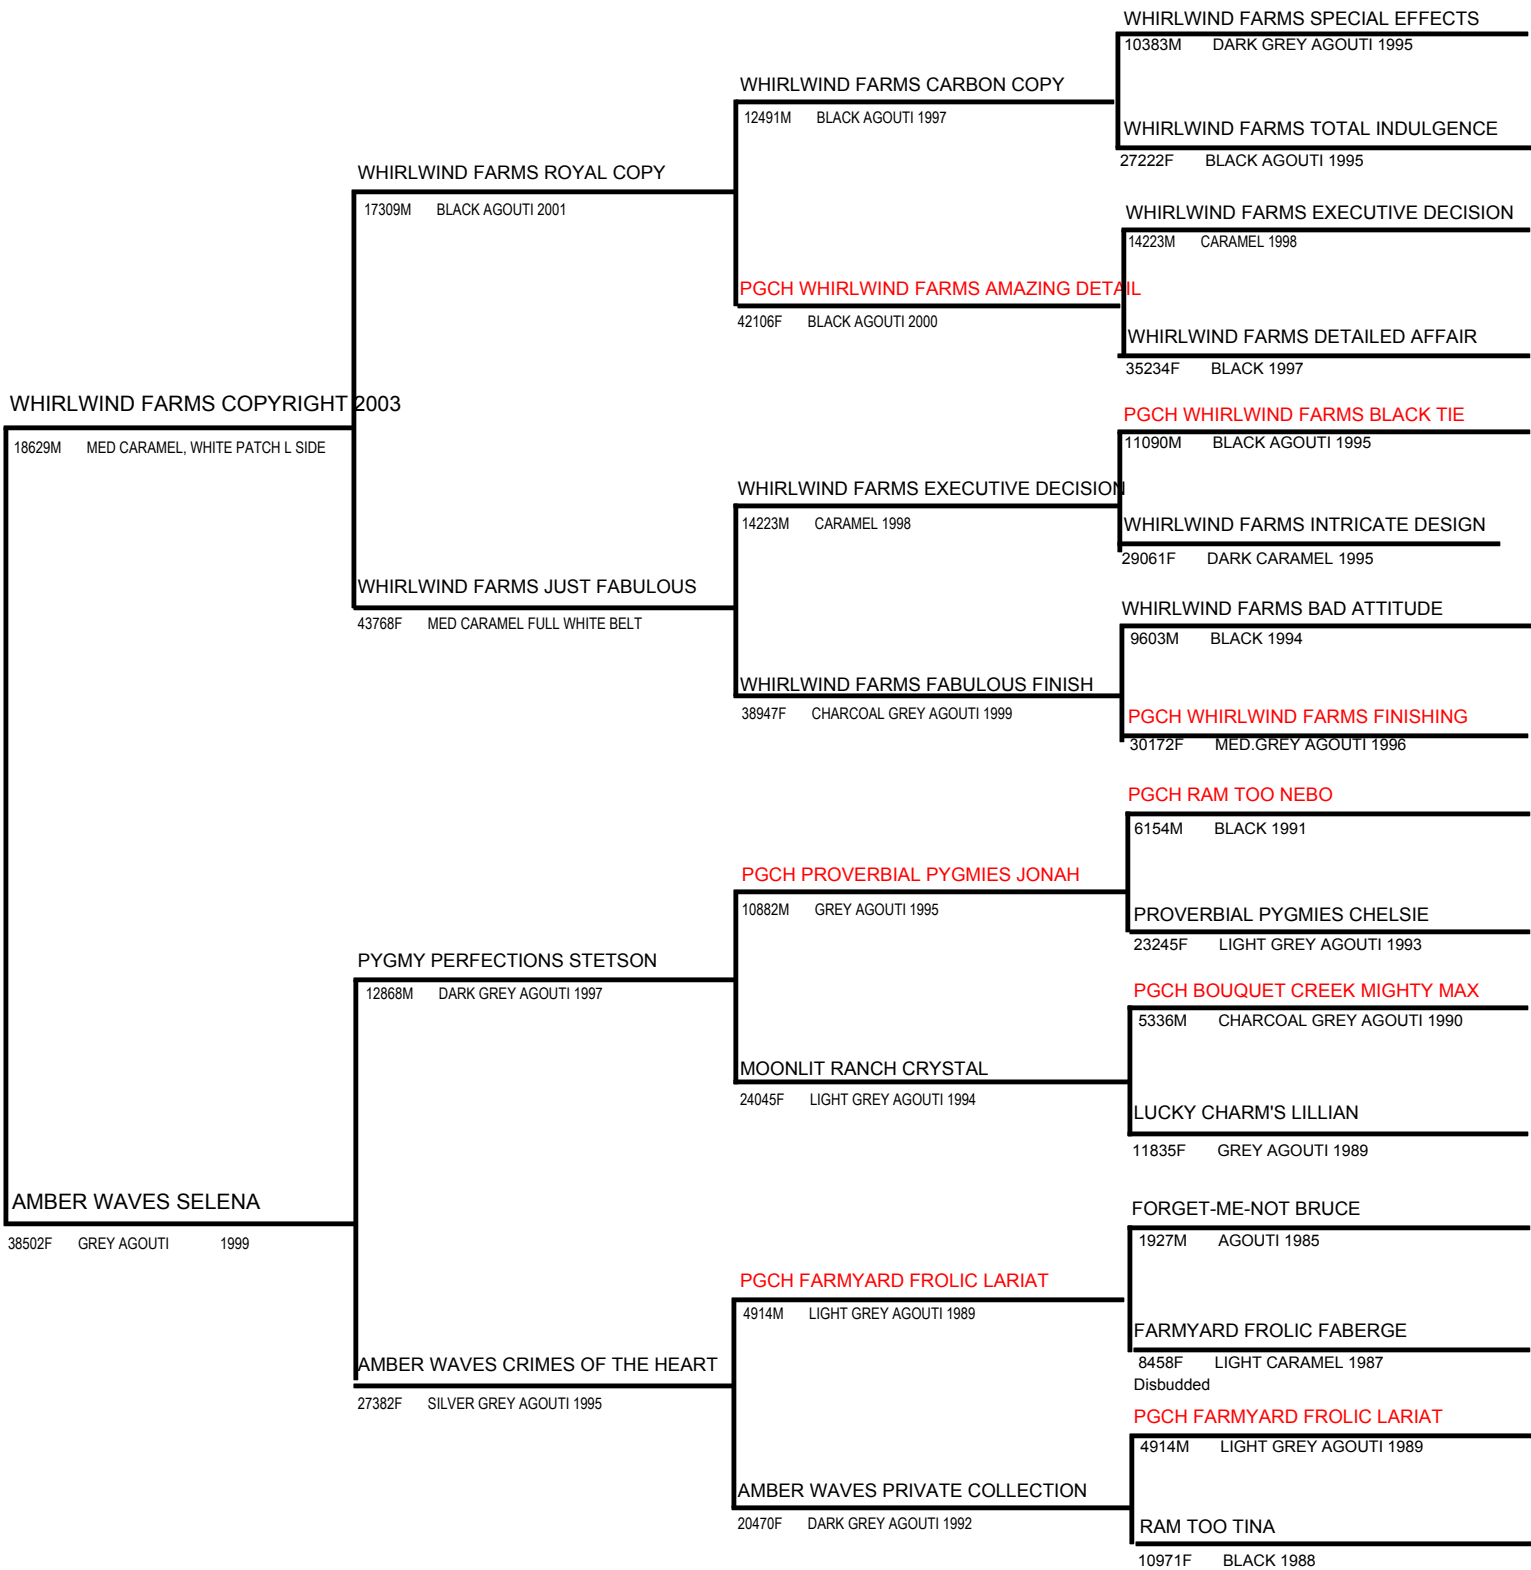 WHIRLWIND FARMS SPECIAL EFFECTS
10383M DARK GREY AGOUTI 1995
WHIRLWIND FARMS CARBON COPY
12491M BLACK AGOUTI 1997
WHIRLWIND FARMS TOTAL INDULGENCE
27222F BLACK AGOUTI 1995
WHIRLWIND FARMS ROYAL COPY
17309M BLACK AGOUTI 2001
WHIRLWIND FARMS EXECUTIVE DECISION
14223M CARAMEL 1998
PGCH WHIRLWIND FARMS AMAZING DETAIL
42106F BLACK AGOUTI 2000
WHIRLWIND FARMS DETAILED AFFAIR
35234F BLACK 1997
WHIRLWIND FARMS COPYRIGHT 2003
18629M MED CARAMEL, WHITE PATCH L SIDE
PGCH WHIRLWIND FARMS BLACK TIE
11090M BLACK AGOUTI 1995
WHIRLWIND FARMS EXECUTIVE DECISION
14223M CARAMEL 1998
WHIRLWIND FARMS INTRICATE DESIGN
29061F DARK CARAMEL 1995
WHIRLWIND FARMS JUST FABULOUS
43768F MED CARAMEL FULL WHITE BELT
WHIRLWIND FARMS BAD ATTITUDE
9603M BLACK 1994
WHIRLWIND FARMS FABULOUS FINISH
38947F CHARCOAL GREY AGOUTI 1999
PGCH WHIRLWIND FARMS FINISHING
30172F MED.GREY AGOUTI 1996
PGCH RAM TOO NEBO
6154M BLACK 1991
PGCH PROVERBIAL PYGMIES JONAH
10882M GREY AGOUTI 1995
PROVERBIAL PYGMIES CHELSIE
23245F LIGHT GREY AGOUTI 1993
PYGMY PERFECTIONS STETSON
12868M DARK GREY AGOUTI 1997
PGCH BOUQUET CREEK MIGHTY MAX
5336M CHARCOAL GREY AGOUTI 1990
MOONLIT RANCH CRYSTAL
24045F LIGHT GREY AGOUTI 1994
LUCKY CHARM'S LILLIAN
11835F GREY AGOUTI 1989
AMBER WAVES SELENA
38502F GREY AGOUTI 1999
FORGET-ME-NOT BRUCE
1927M AGOUTI 1985
PGCH FARMYARD FROLIC LARIAT
4914M LIGHT GREY AGOUTI 1989
FARMYARD FROLIC FABERGE
8458F LIGHT CARAMEL 1987
Disbudded
AMBER WAVES CRIMES OF THE HEART
27382F SILVER GREY AGOUTI 1995
PGCH FARMYARD FROLIC LARIAT
4914M LIGHT GREY AGOUTI 1989
AMBER WAVES PRIVATE COLLECTION
20470F DARK GREY AGOUTI 1992
RAM TOO TINA
10971F BLACK 1988